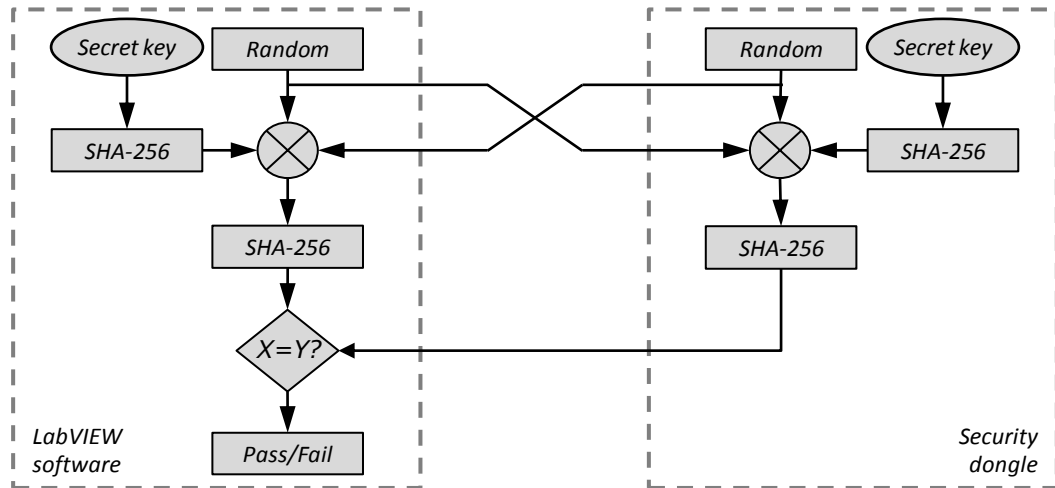 Secret key
Random
SHA-256
SHA-256
X=Y?
Pass/Fail
LabVIEW
software
Random
Secret key
SHA-256
SHA-256
Security
dongle